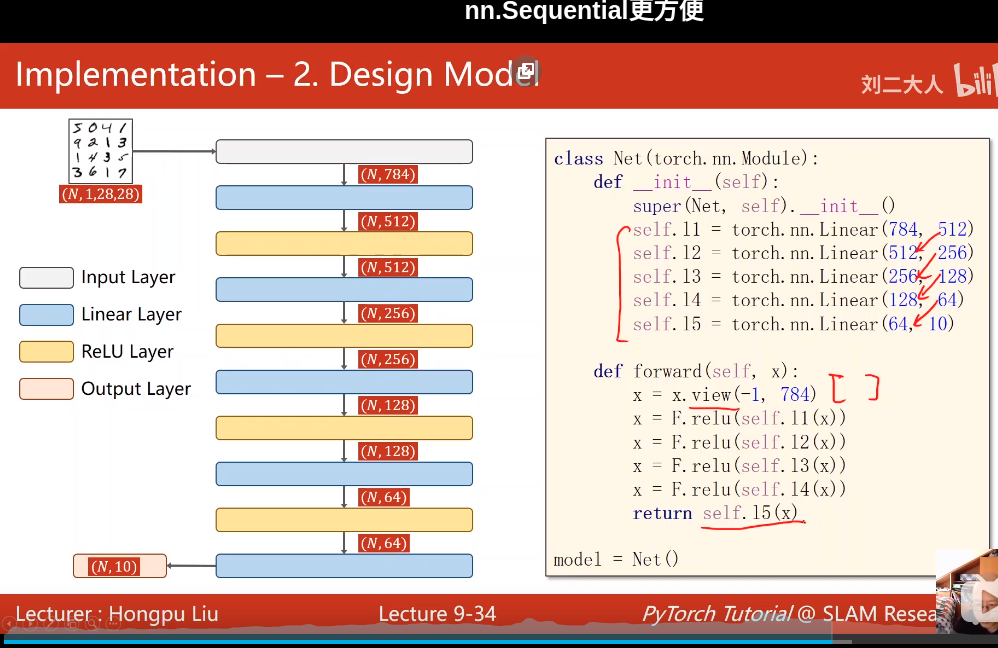 nn.Sequential更方便
Implementation – 2. Design Model
刘二大人 bili
5 0 4 1
9 2 1 3
1 4 3 5
3 6 1 7
(N, 1,28,28)
(N, 784)
(N, 512)
(N, 512)
(N, 256)
(N, 256)
(N, 128)
(N, 128)
(N, 64)
(N, 64)
(N, 10)
Input Layer
Linear Layer
ReLU Layer
Output Layer
class Net(torch.nn.Module):
def __init__(self):
super(Net, self).__init__()
self.l1 = torch.nn.Linear(784, 512)
self.l2 = torch.nn.Linear(512, 256)
self.l3 = torch.nn.Linear(256, 128)
self.l4 = torch.nn.Linear(128, 64)
self.l5 = torch.nn.Linear(64, 10)
def forward(self, x):
x = x.view(-1, 784) [ ]
x = F.relu(self.l1(x))
x = F.relu(self.l2(x))
x = F.relu(self.l3(x))
x = F.relu(self.l4(x))
return self.l5(x)
model = Net()
Lecturer : Hongpu Liu
Lecture 9-34
PyTorch Tutorial @ SLAM Resea